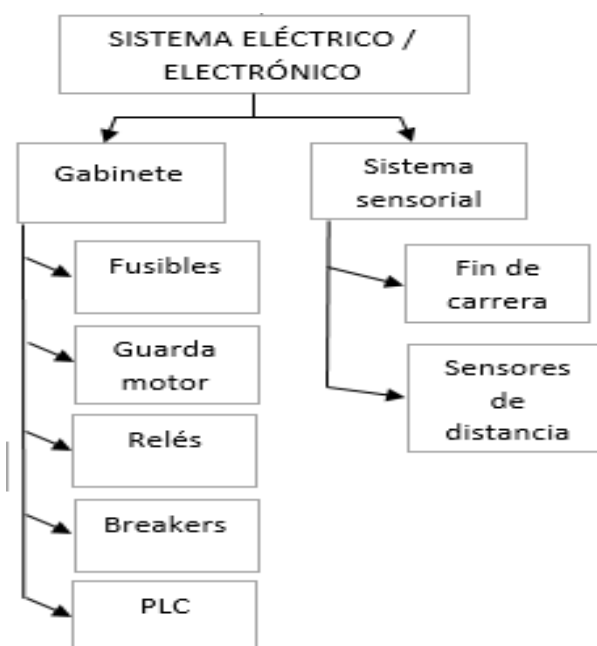 SISTEMA ELÉCTRICO /
ELECTRÓNICO
Gabinete
Fusibles
Guarda
motor
Relés
Breakers
PLC
Sistema
sensorial
Fin de
carrera
Sensores
de
distancia